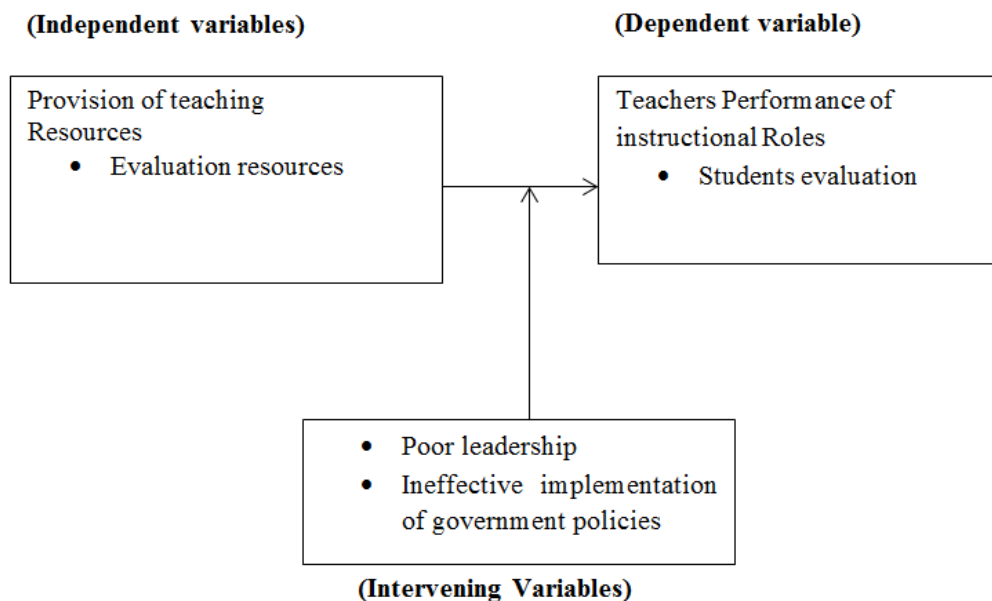 (Independent variables)
(Dependent variable)
Provision of teaching
Resources
• Evaluation resources
Teachers Performance of
instructional Roles
• Students evaluation
• Poor leadership
• Ineffective implementation
of government policies
(Intervening Variables)